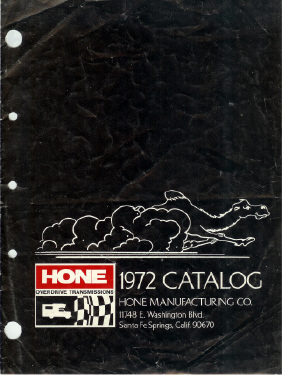 HONE
OVERDRIVE TRANSMISSIONS
1972 CATALOG
HONE MANUFACTURING CO.
11748 E. Washington Blvd.
Santa Fe Springs, Calif. 90670